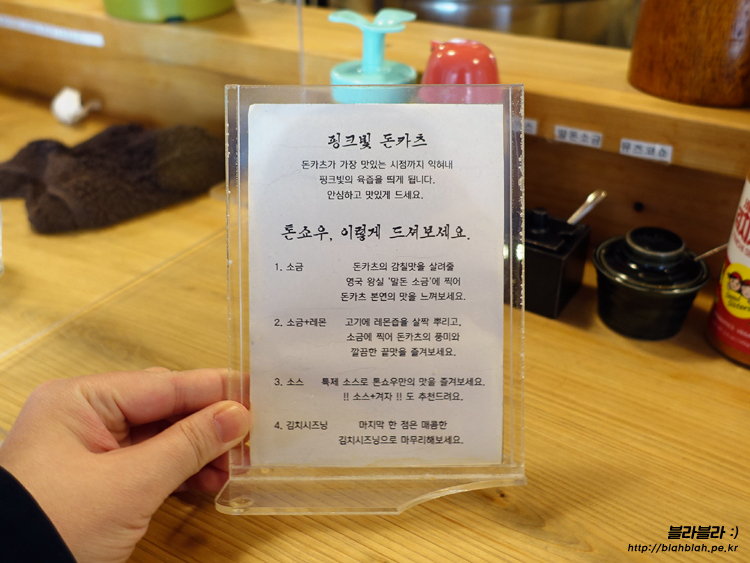 핑크빛 돈카츠
돈카츠가 가장 맛있는 시점까지 익혀내
핑크빛의 육즙을 띄게 됩니다.
안심하고 맛있게 드세요.
톤쇼우, 이렇게 드셔보세요.
1. 소금 돈카츠의 감칠맛을 살려줄
영국 왕실 '말돈 소금'에 찍어
돈카츠 본연의 맛을 느껴보세요.
2. 소금+레몬 고기에 레몬즙을 살짝 뿌리고,
소금에 찍어 돈카츠의 풍미와
깔끔한 끝맛을 즐겨보세요.
3. 소스 특제 소스로 톤쇼우만의 맛을 즐겨보세요.
!! 소스+겨자 !! 도 추천드려요.
4. 김치시즈닝 마지막 한 점은 매콤한
김치시즈닝으로 마무리해보세요.
말돈소금
유즈코쇼
블라블라 :)
http://blahblah.pe.kr